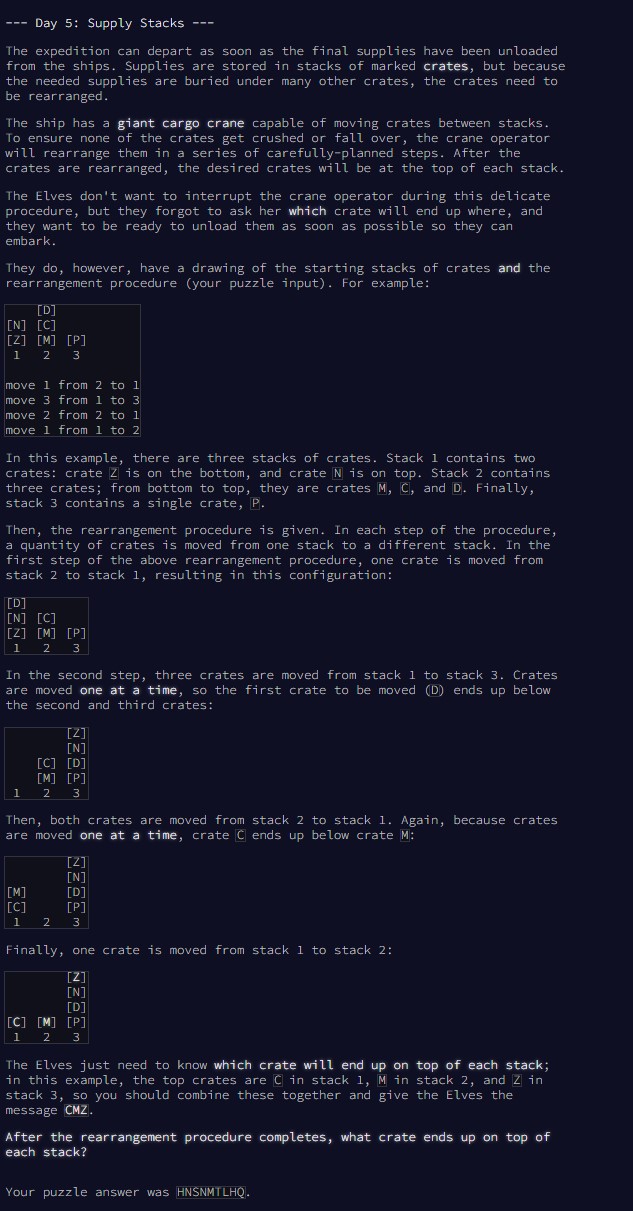 --- Day 5: Supply Stacks ---
The expedition can depart as soon as the final supplies have been unloaded
from the ships. Supplies are stored in stacks of marked crates, but because
the needed supplies are buried under many other crates, the crates need to
be rearranged.
The ship has a giant cargo crane capable of moving crates between stacks.
To ensure none of the crates get crushed or fall over, the crane operator
will rearrange them in a series of carefully-planned steps. After the
crates are rearranged, the desired crates will be at the top of each stack.
The Elves don't want to interrupt the crane operator during this delicate
procedure, but they forgot to ask her which crate will end up where, and
they want to be ready to unload them as soon as possible so they can
embark.
They do, however, have a drawing of the starting stacks of crates and the
rearrangement procedure (your puzzle input). For example:
    [D]
[N] [C]
[Z] [M] [P]
 1   2   3
move 1 from 2 to 1
move 3 from 1 to 3
move 2 from 2 to 1
move 1 from 1 to 2
In this example, there are three stacks of crates. Stack 1 contains two
crates: crate Z is on the bottom, and crate N is on top. Stack 2 contains
three crates; from bottom to top, they are crates M, C, and D. Finally,
stack 3 contains a single crate, P.
Then, the rearrangement procedure is given. In each step of the procedure,
a quantity of crates is moved from one stack to a different stack. In the
first step of the above rearrangement procedure, one crate is moved from
stack 2 to stack 1, resulting in this configuration:
[D]
[N] [C]
[Z] [M] [P]
 1   2   3
In the second step, three crates are moved from stack 1 to stack 3. Crates
are moved one at a time, so the first crate to be moved (D) ends up below
the second and third crates:
        [Z]
        [N]
    [C] [D]
    [M] [P]
 1   2   3
Then, both crates are moved from stack 2 to stack 1. Again, because crates
are moved one at a time, crate C ends up below crate M:
        [Z]
        [N]
[M]     [D]
[C]     [P]
 1   2   3
Finally, one crate is moved from stack 1 to stack 2:
        [Z]
        [N]
        [D]
[C] [M] [P]
 1   2   3
The Elves just need to know which crate will end up on top of each stack;
in this example, the top crates are C in stack 1, M in stack 2, and Z in
stack 3, so you should combine these together and give the Elves the
message CMZ.
After the rearrangement procedure completes, what crate ends up on top of
each stack?
Your puzzle answer was HNSNMTLHQ.